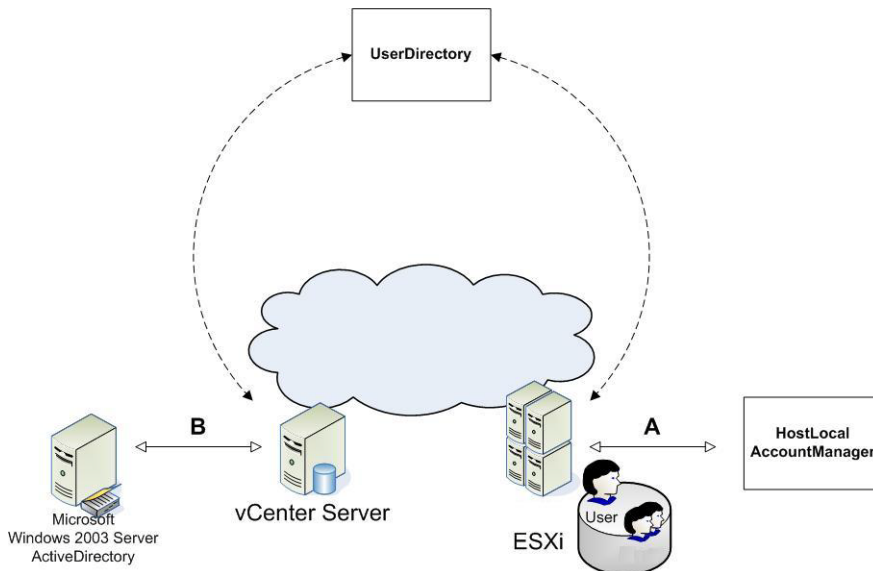 UserDirectory
B
A
HostLocal
AccountManager
Microsoft
Windows 2003 Server
ActiveDirectory
vCenter Server
User
ESXi